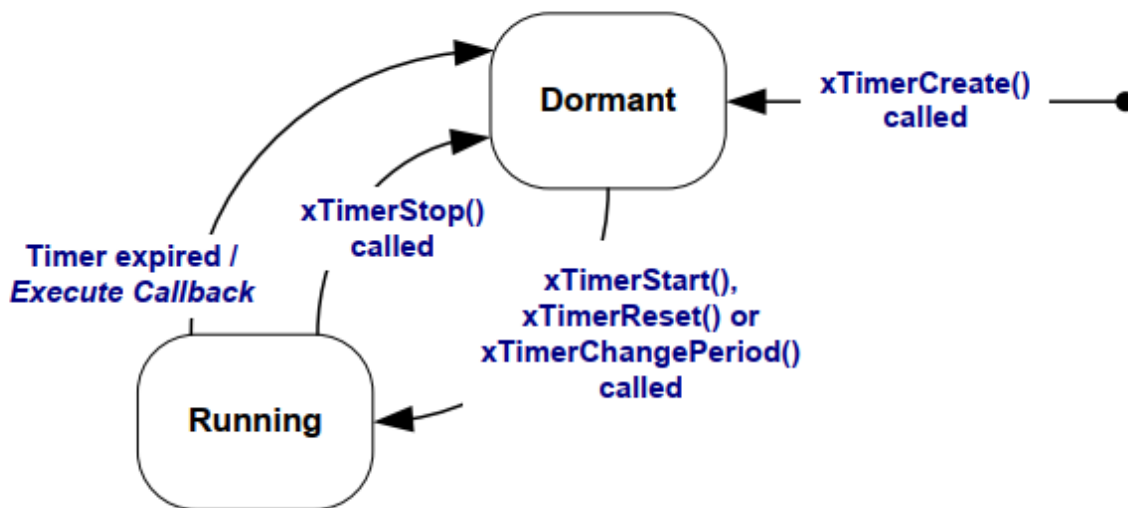 Dormant
xTimerCreate()
called
xTimerStop()
called
Timer expired /
Execute Callback
xTimerStart(),
xTimerReset() or
xTimerChangePeriod()
called
Running